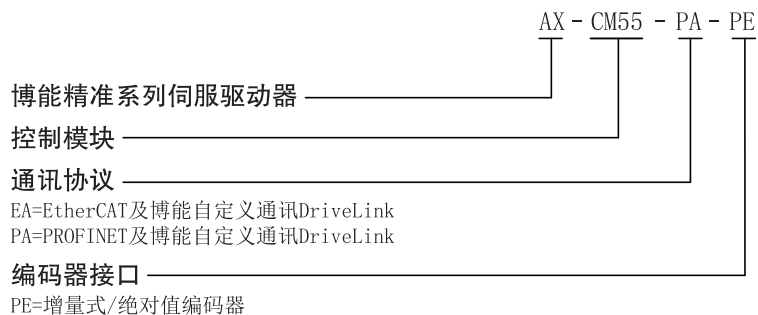 AX-CM55-PA-PE
博能精准系列伺服驱动器
控制模块
通讯协议
EA=EtherCAT及博能自定义通讯DriveLink
PA=PROFINET及博能自定义通讯DriveLink
编码器接口
PE=增量式/绝对值编码器